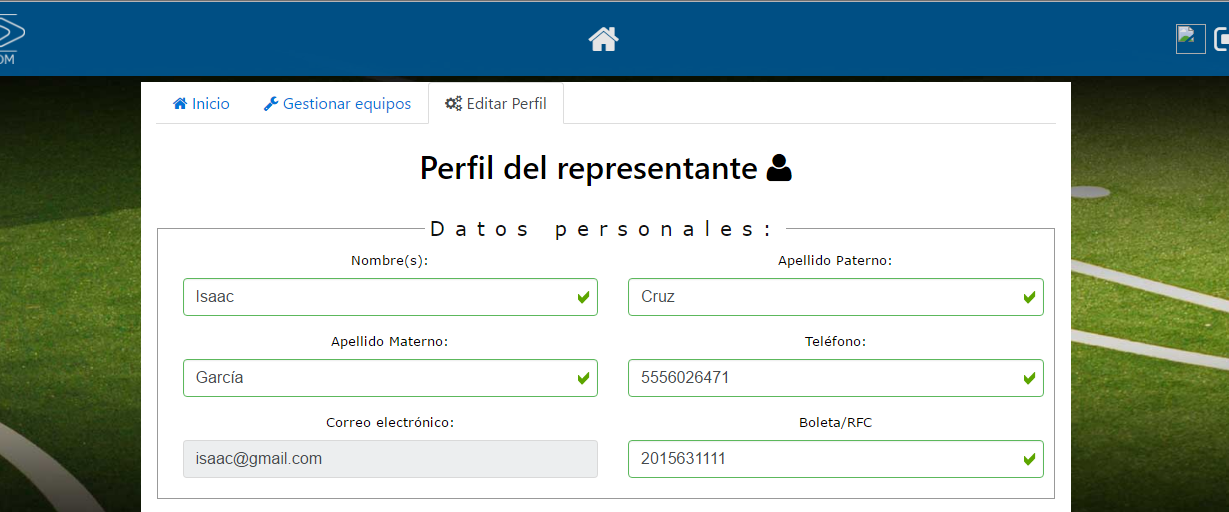 OM
Inicio Gestionar equipos Editar Perfil
Perfil del representante
Datos personales:
Nombre(s): Apellido Paterno:
Isaac Cruz
Apellido Materno: Teléfono:
García 5556026471
Correo electrónico: Boleta/RFC
isaac@gmail.com 2015631111